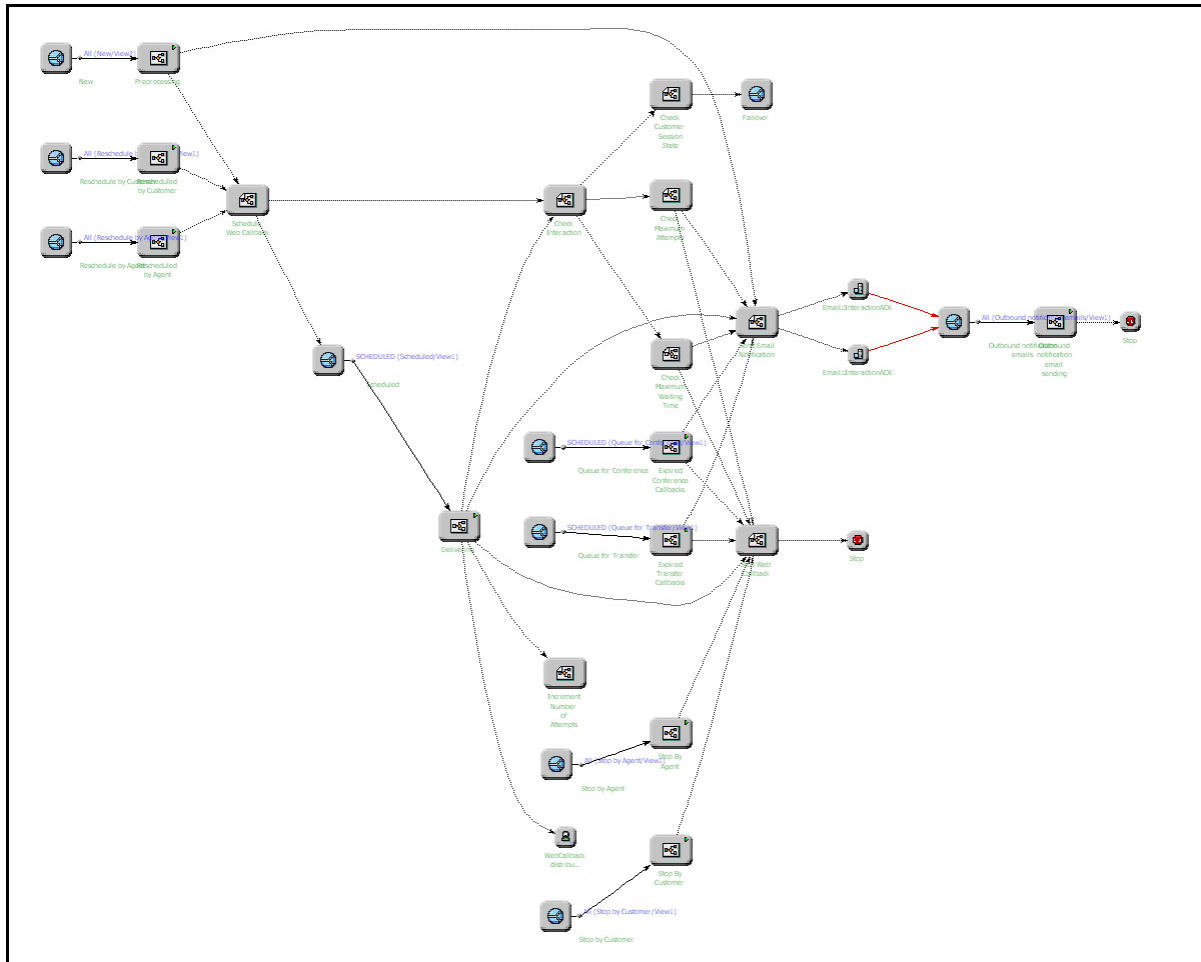 All (New/View2)
New
Preprocessing
Check
Customer
Session
State
Failover
All (Reschedule by
View1)
Reschedule by Customer
Rescheduled
by Customer
All (Reschedule by Agent/View1)
Reschedule by Agent
Rescheduled
by Agent
Schedule
Web Callback
Check
Interaction
Check
Maximum
Attempts
Email::InteractionACK
Email::InteractionACK
Email
Notification
All (Outbound notification emails/View1)
Outbound notification
emails
Outbound
notification
email
sending
Stop
SCHEDULED (Scheduled/View1)
Scheduled
Check
Maximum
Waiting
Time
SCHEDULED (Queue for Conference/View1)
Queue for Conference
Expired
Conference
Callbacks
Delivering
SCHEDULED (Queue for Transfer/View1)
Queue for Transfer
Expired
Transfer
Callbacks
Web
Callback
Stop
Increment
Number
of
Attempts
All (Stop by Agent/View1)
Stop by Agent
Stop By
Agent
WebCallback
distribu...
Stop By
Customer
All (Stop by Customer/View1)
Stop by Customer